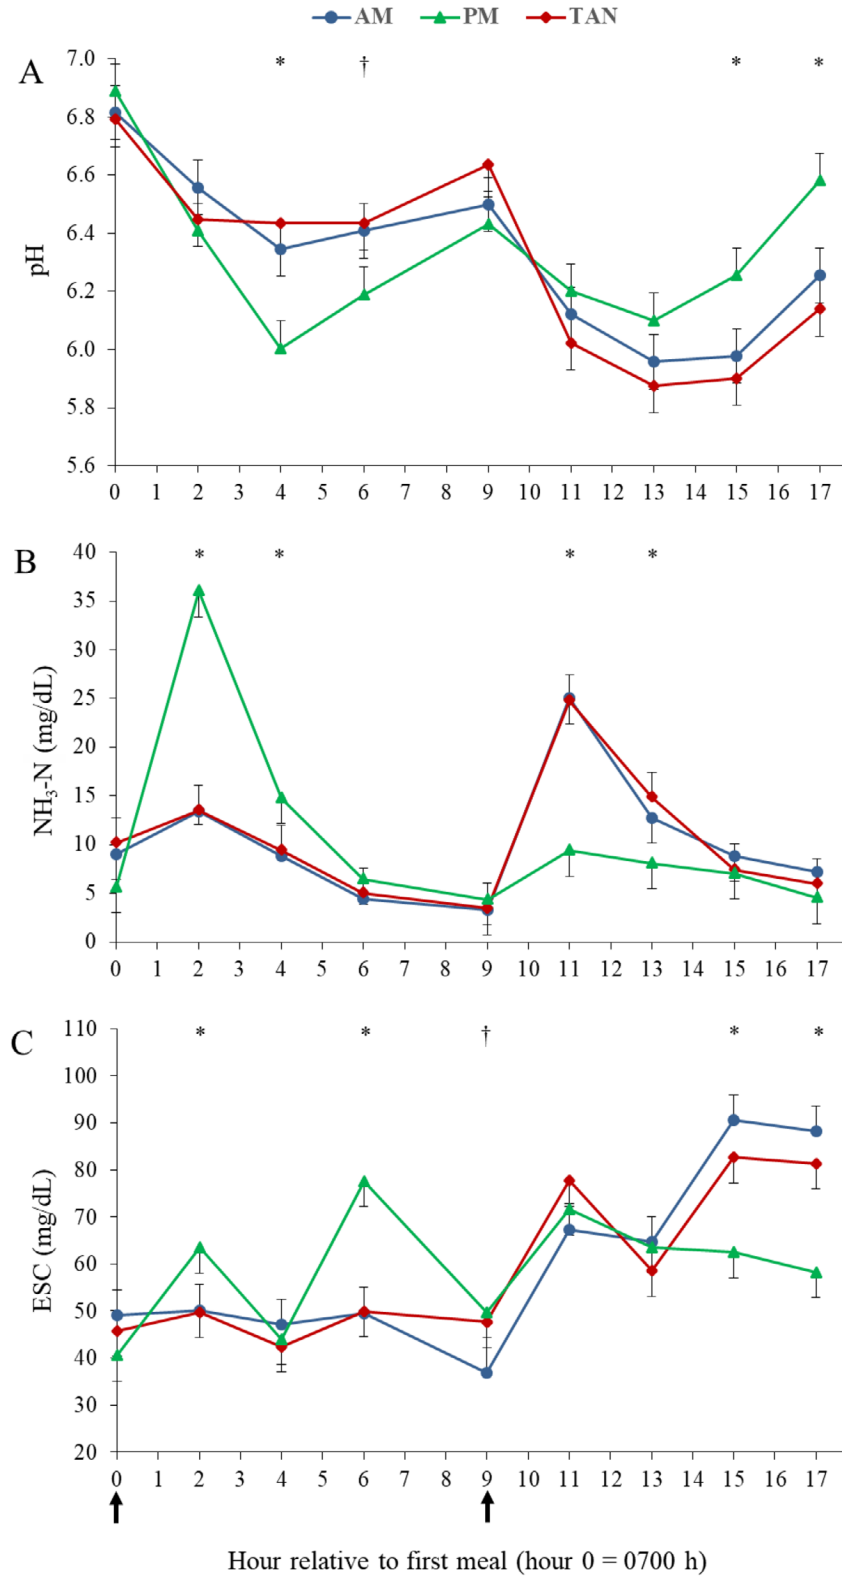 AM PM TAN
A
* † * *
pH
7.0
6.8
6.6
6.4
6.2
6.0
5.8
5.6
0 1 2 3 4 5 6 7 8 9 10 11 12 13 14 15 16 17
B
* * * *
NH₃-N (mg/dL)
40
35
30
25
20
15
10
5
0
0 1 2 3 4 5 6 7 8 9 10 11 12 13 14 15 16 17
C
* * † * *
ESC (mg/dL)
110
100
90
80
70
60
50
40
30
20
0 1 2 3 4 5 6 7 8 9 10 11 12 13 14 15 16 17
Hour relative to first meal (hour 0 = 0700 h)